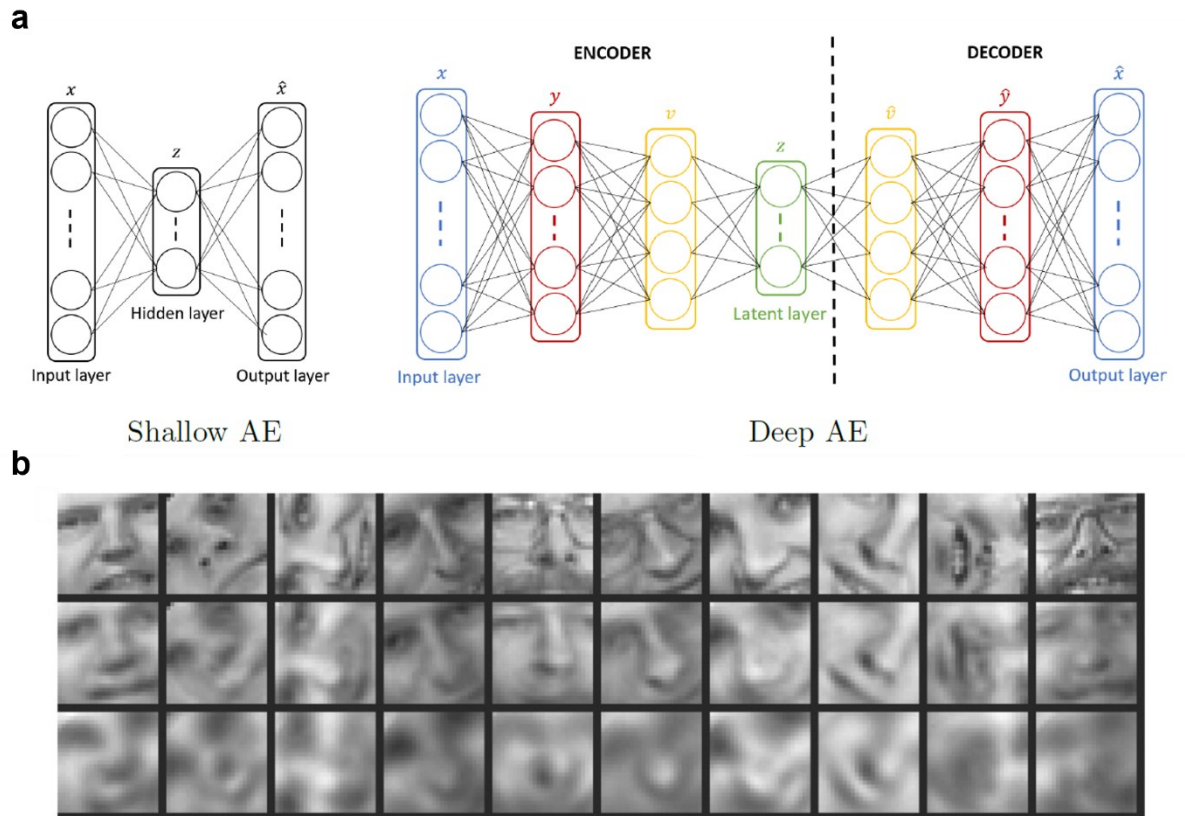 a
ENCODER
DECODER
x
z
x̂
Hidden layer
Input layer
Output layer
x
y
v
z
v̂
ŷ
x̂
Latent layer
Input layer
Output layer
Shallow AE
Deep AE
b